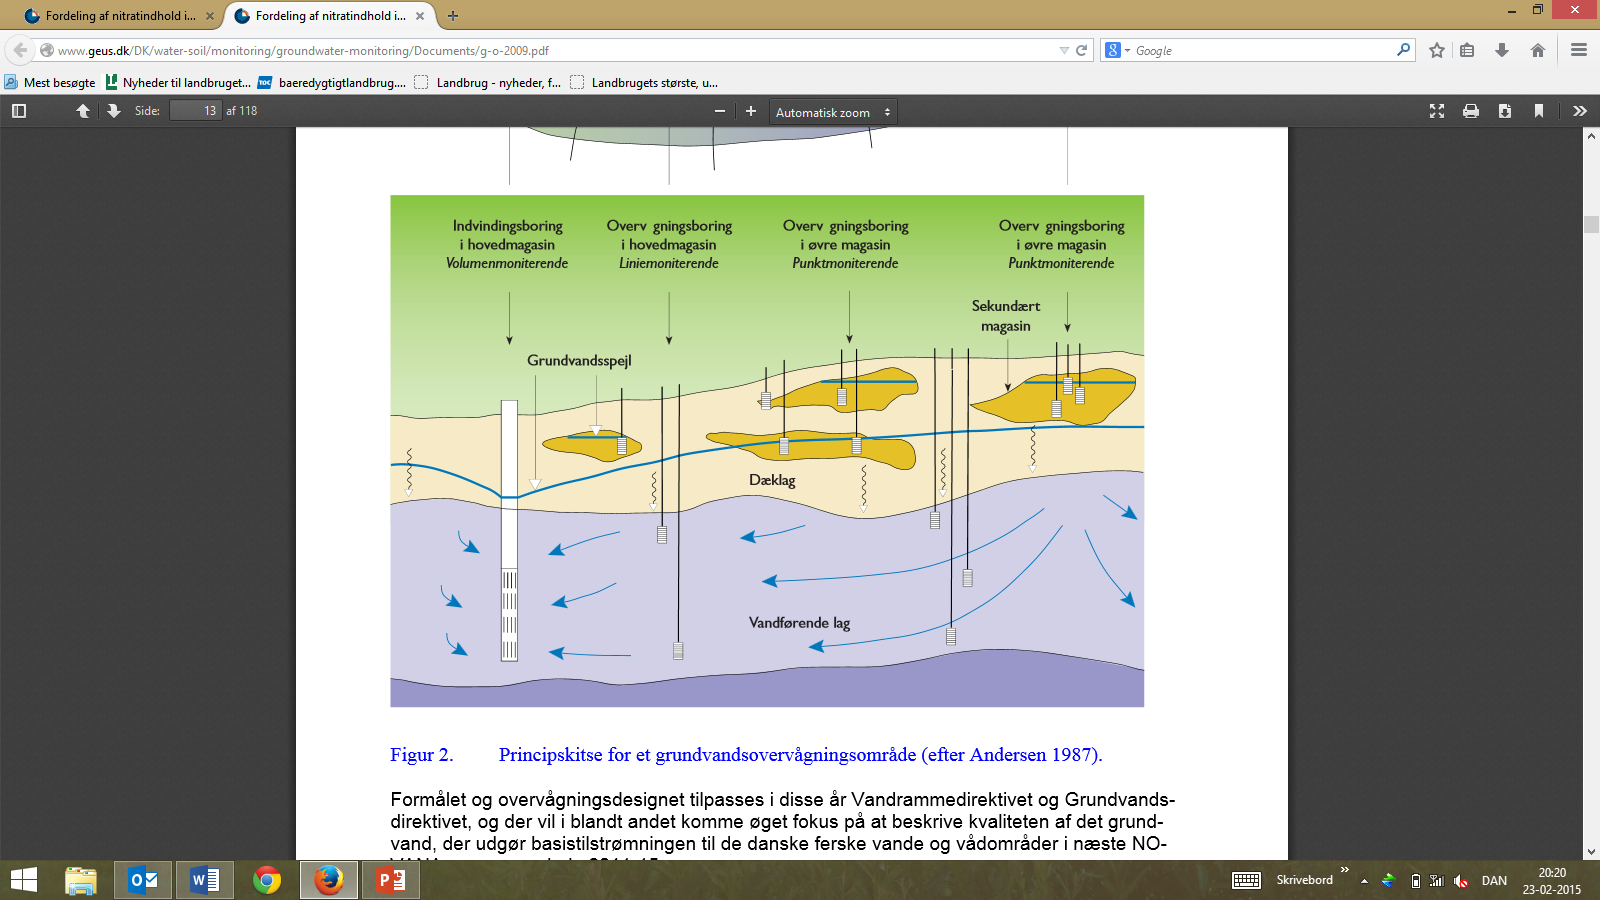 Fordeling af nitratindhold i...
Fordeling af nitratindhold i...
www.geus.dk/DK/water-soil/monitoring/groundwater-monitoring/Documents/g-o-2009.pdf
Google
Mest besøgte
Nyheder til landbruget...
TOC
baeredygtigtlandbrug....
Landbrug - nyheder, f...
Landbrugets største, u...
Side: 13 af 118
Automatisk zoom
Indvindingsboring
i hovedmagasin
Volumenmoniterende
Overv gningsboring
i hovedmagasin
Liniemoniterende
Overv gningsboring
i øvre magasin
Punktmoniterende
Overv gningsboring
i øvre magasin
Punktmoniterende
Sekundært
magasin
Grundvandsspejl
Dæklag
Vandførende lag
Figur 2. Principskitse for et grundvandsovervågningsområde (efter Andersen 1987).
Formålet og overvågningsdesignet tilpasses i disse år Vandrammedirektivet og Grundvands-
direktivet, og der vil i blandt andet komme øget fokus på at beskrive kvaliteten af det grund-
vand, der udgør basistilstrømningen til de danske ferske vande og vådområder i næste NO-
Skrivebord
DAN
20:20
23-02-2015